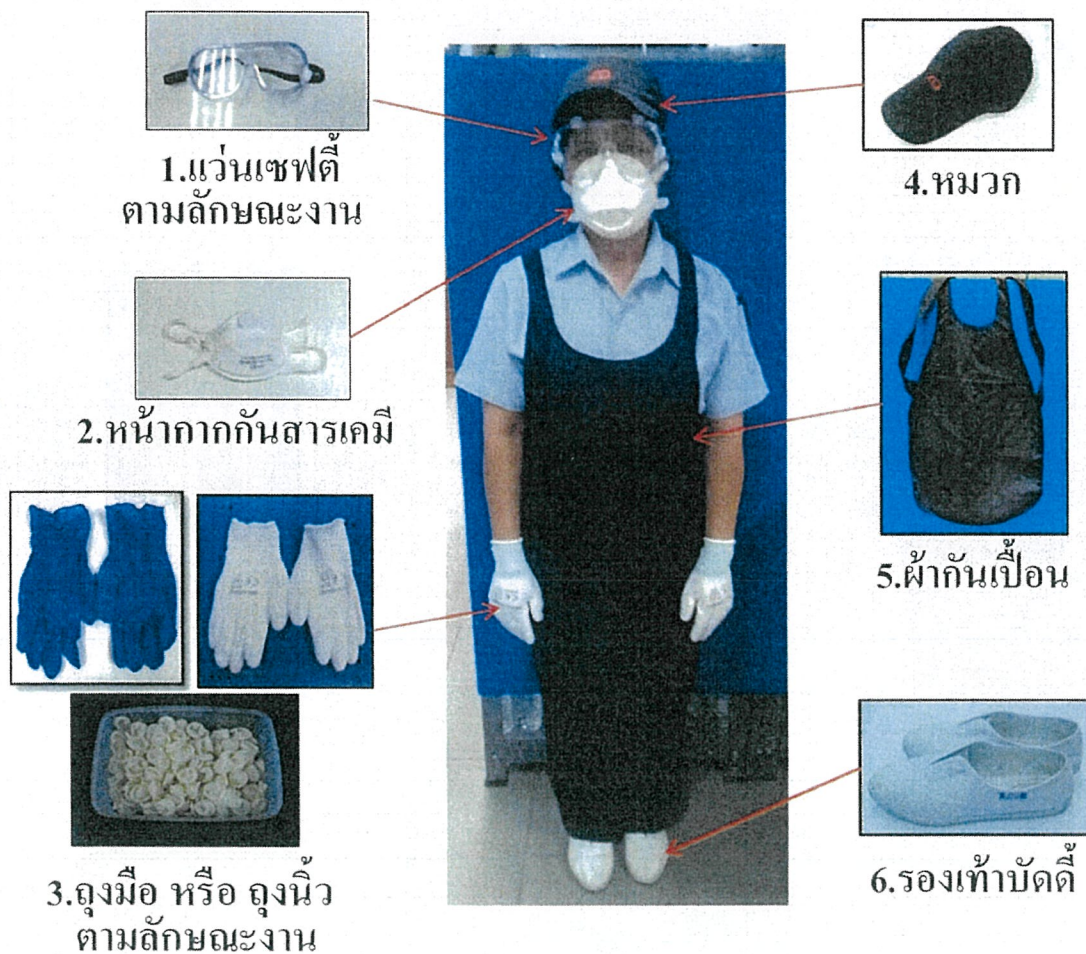 1.แว่นเซฟตี้
ตามลักษณะงาน
4.หมวก
2.หน้ากากกันสารเคมี
5.ผ้ากันเปื้อน
3.ถุงมือ หรือ ถุงนิ้ว
ตามลักษณะงาน
6.รองเท้าบัดดี้